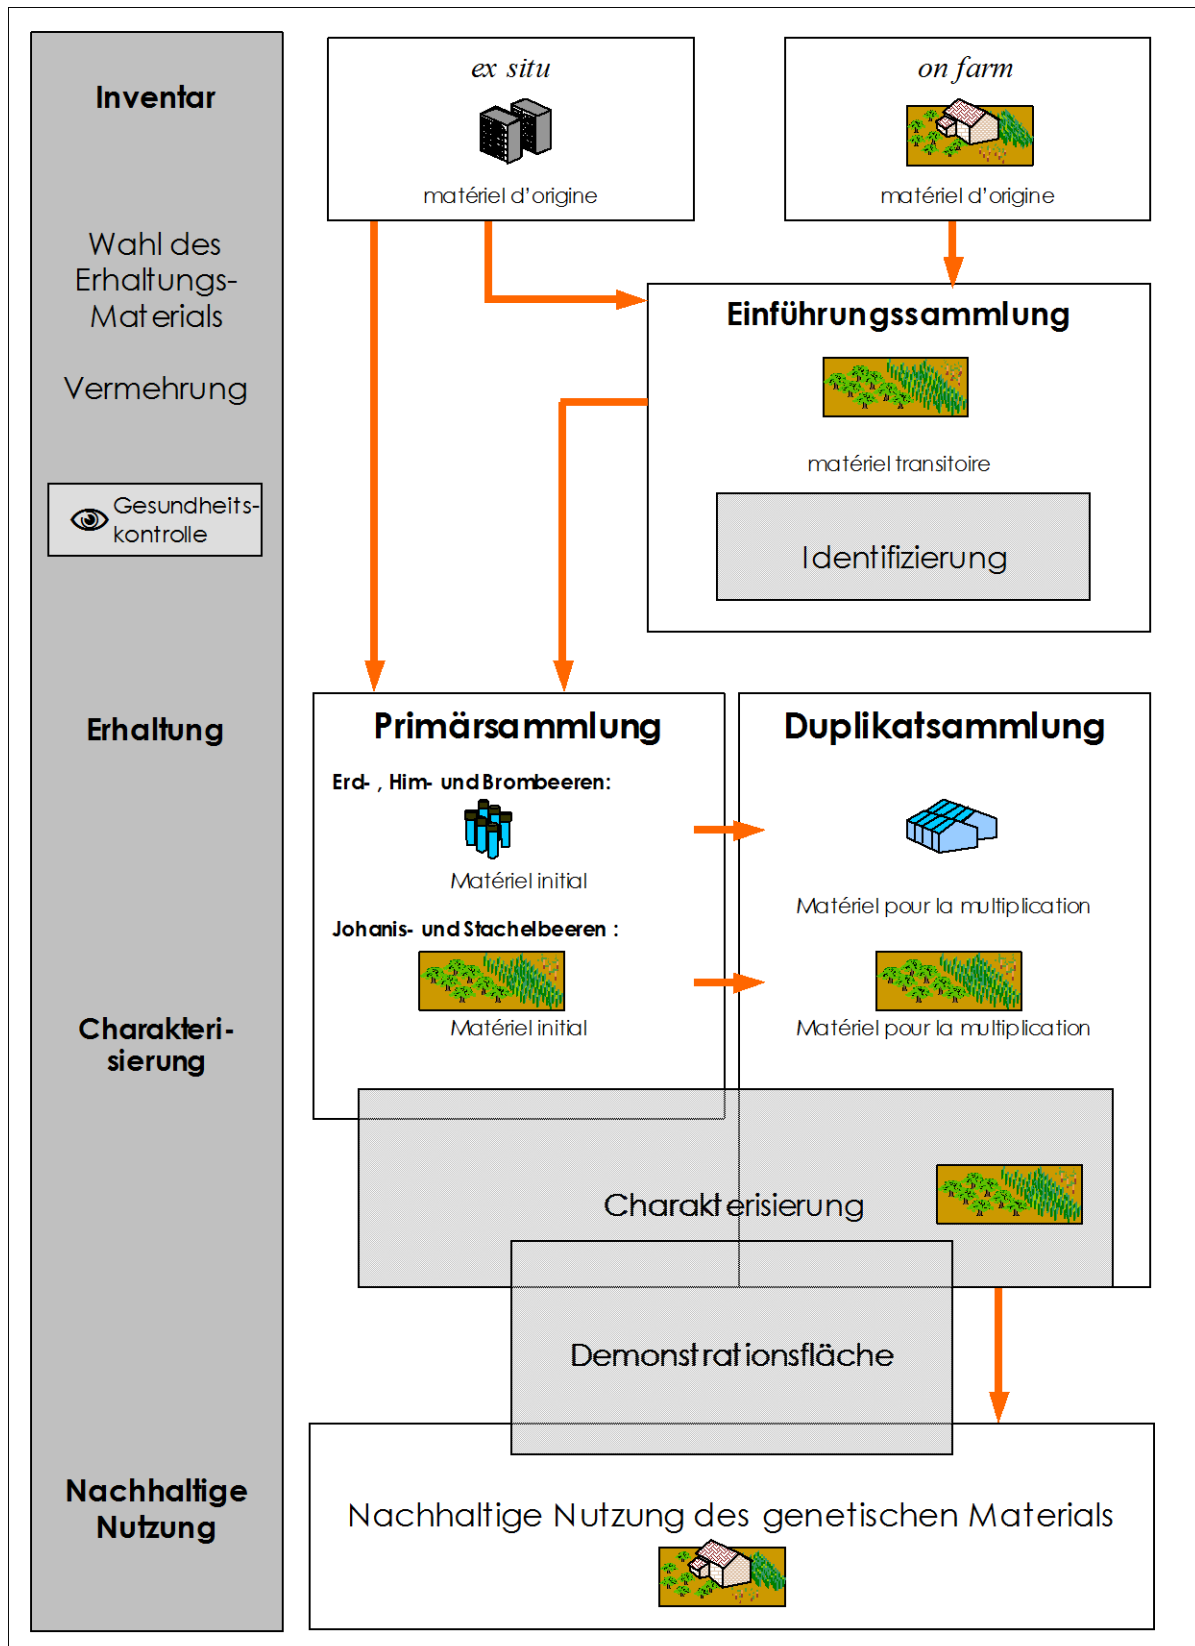 Inventar
Wahl des
Erhaltungs-
Materials
Vermehrung
Gesundheits-
kontrolle
Erhaltung
Charakteri-
sierung
Nachhaltige
Nutzung
ex situ
matériel d'origine
on farm
matériel d'origine
Einführungssammlung
matériel transitoire
Identifizierung
Primärsammlung
Erd- , Him- und Brombeeren:
Matériel initial
Johanis- und Stachelbeeren :
Matériel initial
Duplikatsammlung
Matériel pour la multiplication
Matériel pour la multiplication
Charakterisierung
Demonstrationsfläche
Nachhaltige Nutzung des genetischen Materials